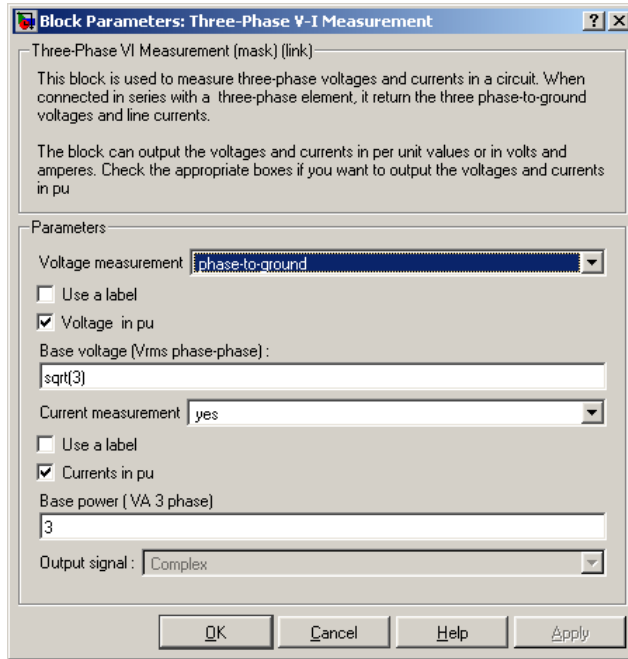 Block Parameters: Three-Phase V-I Measurement
Three-Phase VI Measurement (mask) (link)
This block is used to measure three-phase voltages and currents in a circuit. When
connected in series with a three-phase element, it return the three phase-to-ground
voltages and line currents.
The block can output the voltages and currents in per unit values or in volts and
amperes. Check the appropriate boxes if you want to output the voltages and currents
in pu
Parameters
Voltage measurement phase-to-ground
Use a label
Voltage in pu
Base voltage (Vrms phase-phase) :
sqrt(3)
Current measurement yes
Use a label
Currents in pu
Base power ( VA 3 phase)
3
Output signal : Complex
OK Cancel Help Apply